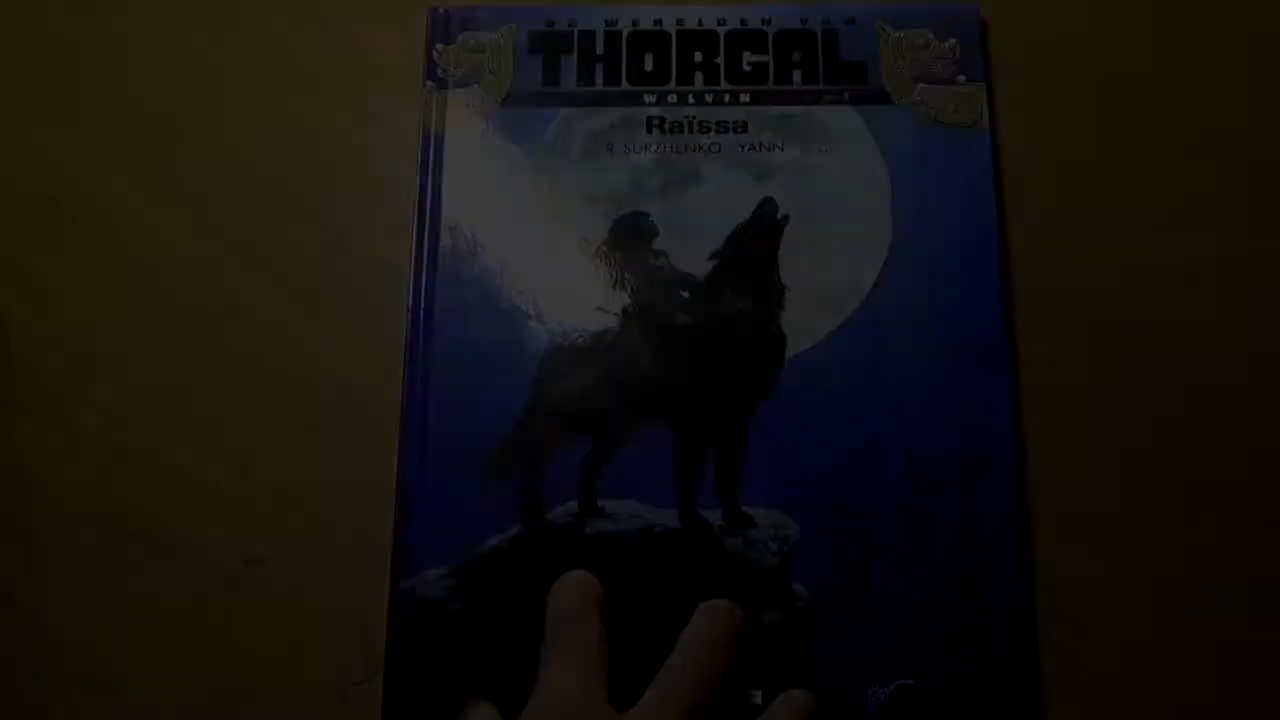 DE WERELDEN VAN
THORGAL
WOLVIN
Raïssa
R. SURZHENKO - YANN